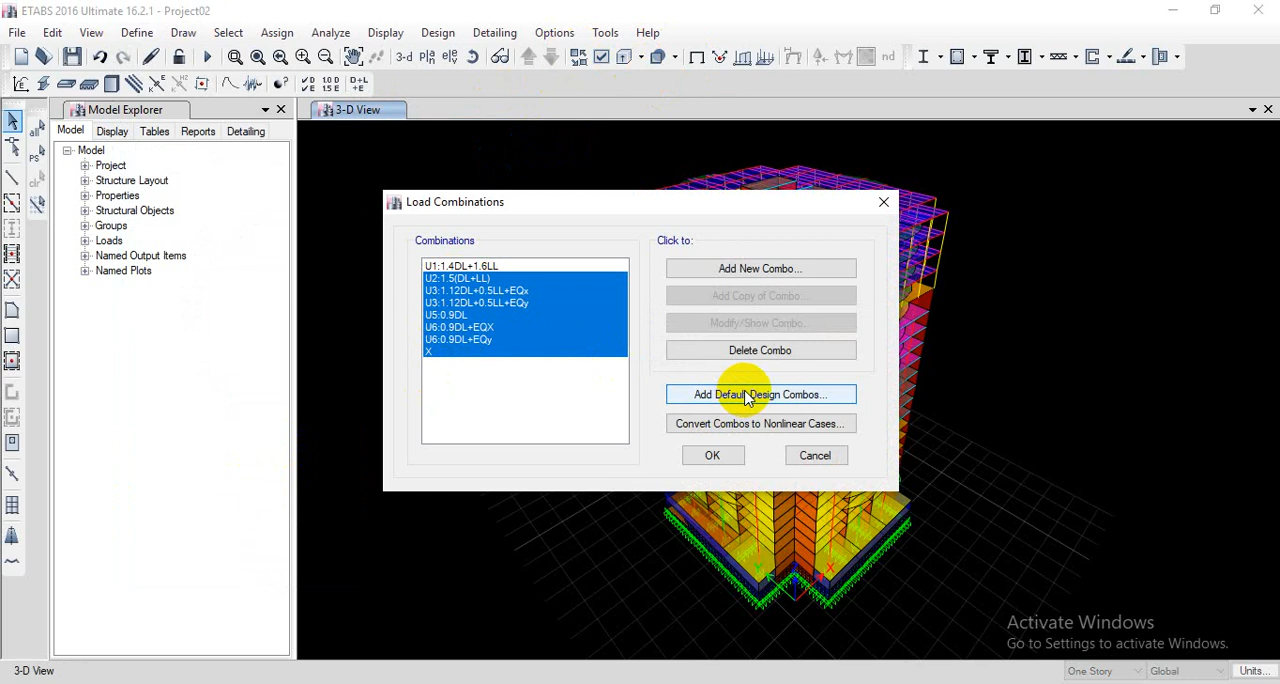 ETABS 2016 Ultimate 16.2.1 - Project02
File Edit View Define Draw Select Assign Analyze Display Design Detailing Options Tools Help
3-d
nd
Model Explorer
3-D View
Model Display Tables Reports Detailing
all
PS
clr
Model
Project
Structure Layout
Properties
Structural Objects
Groups
Loads
Named Output Items
Named Plots
Load Combinations
Combinations
U1:1.4DL+1.6LL
U2:1.5(DL+LL)
U3:1.12DL+0.5LL+EQx
U3:1.12DL+0.5LL+EQy
U5:0.9DL
U6:0.9DL+EQX
U6:0.9DL+EQy
X
Click to:
Add New Combo...
Add Copy of Combo...
Modify/Show Combo...
Delete Combo
Add Default Design Combos...
Convert Combos to Nonlinear Cases...
OK Cancel
Y X
Activate Windows
Go to Settings to activate Windows.
3-D View
One Story Global Units...